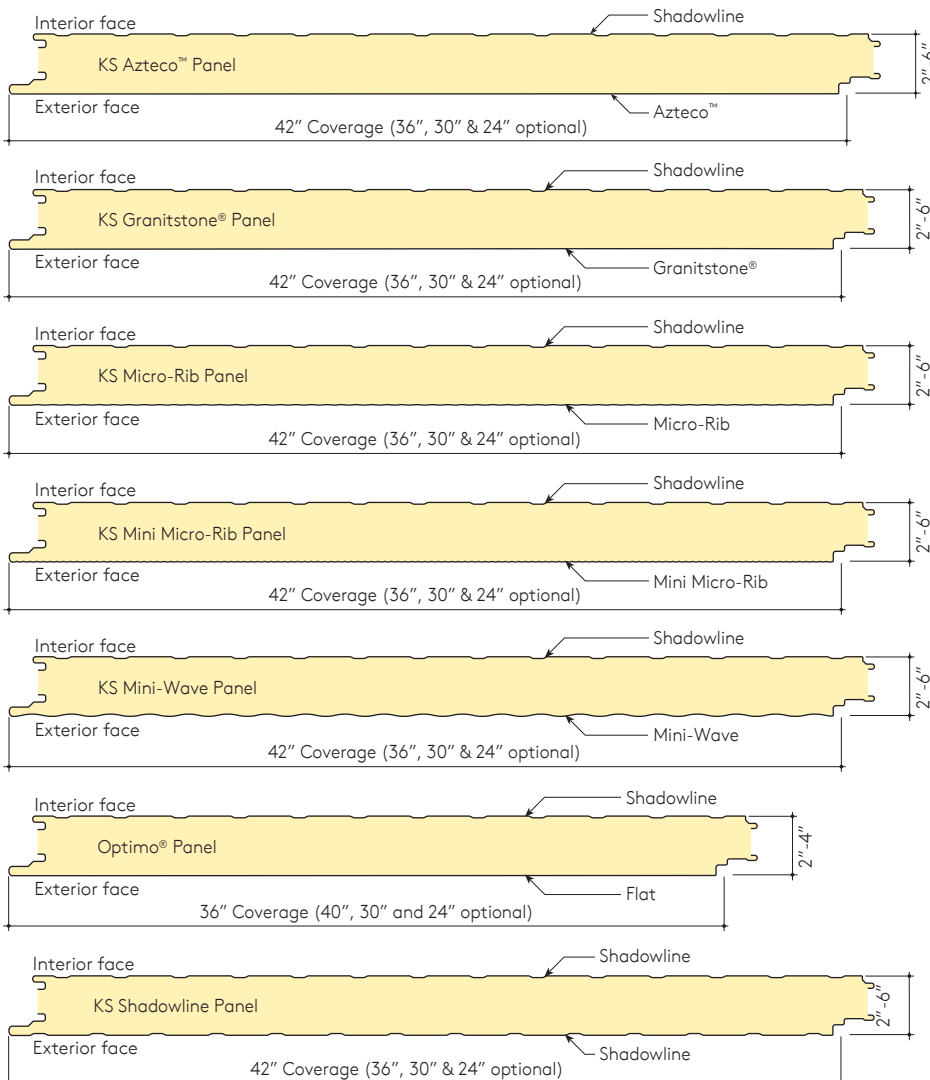 Interior face
Shadowline
KS Azteco™ Panel
2"-6"
Exterior face
Azteco™
42" Coverage (36", 30" & 24" optional)
Interior face
Shadowline
KS Granitstone® Panel
2"-6"
Exterior face
Granitstone®
42" Coverage (36", 30" & 24" optional)
Interior face
Shadowline
KS Micro-Rib Panel
2"-6"
Exterior face
Micro-Rib
42" Coverage (36", 30" & 24" optional)
Interior face
Shadowline
KS Mini Micro-Rib Panel
2"-6"
Exterior face
Mini Micro-Rib
42" Coverage (36", 30" & 24" optional)
Interior face
Shadowline
KS Mini-Wave Panel
2"-6"
Exterior face
Mini-Wave
42" Coverage (36", 30" & 24" optional)
Interior face
Shadowline
Optimo® Panel
2"-4"
Exterior face
Flat
36" Coverage (40", 30" and 24" optional)
Interior face
Shadowline
KS Shadowline Panel
2"-6"
Exterior face
Shadowline
42" Coverage (36", 30" & 24" optional)